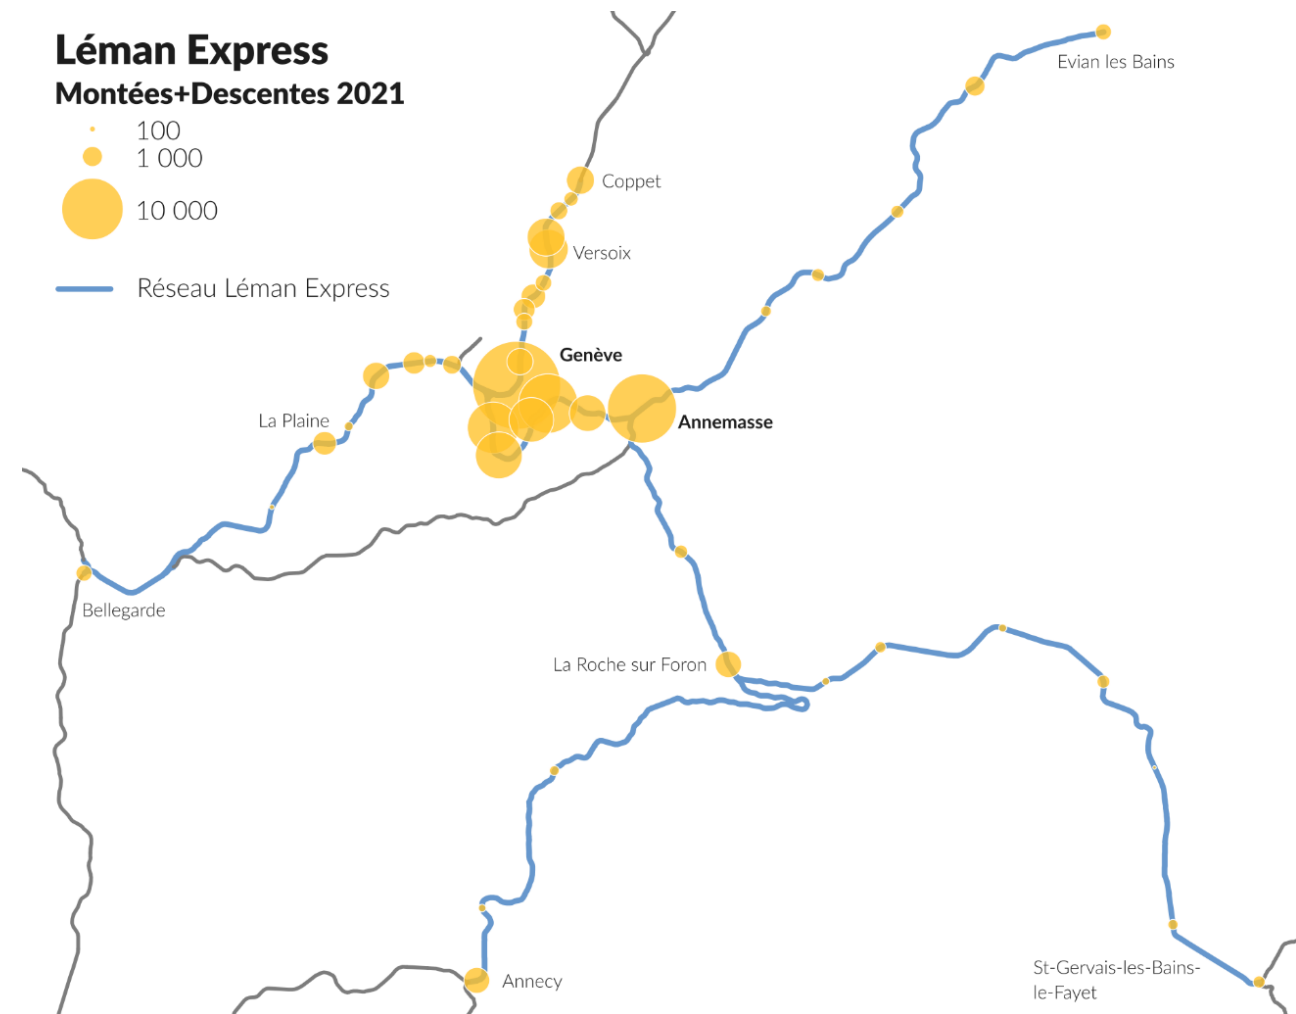 Léman Express
Montées+Descentes 2021
100
1 000
10 000
Réseau Léman Express
Evian les Bains
Coppet
Versoix
Genève
La Plaine
Annemasse
Bellegarde
La Roche sur Foron
Annecy
St-Gervais-les-Bains-
le-Fayet